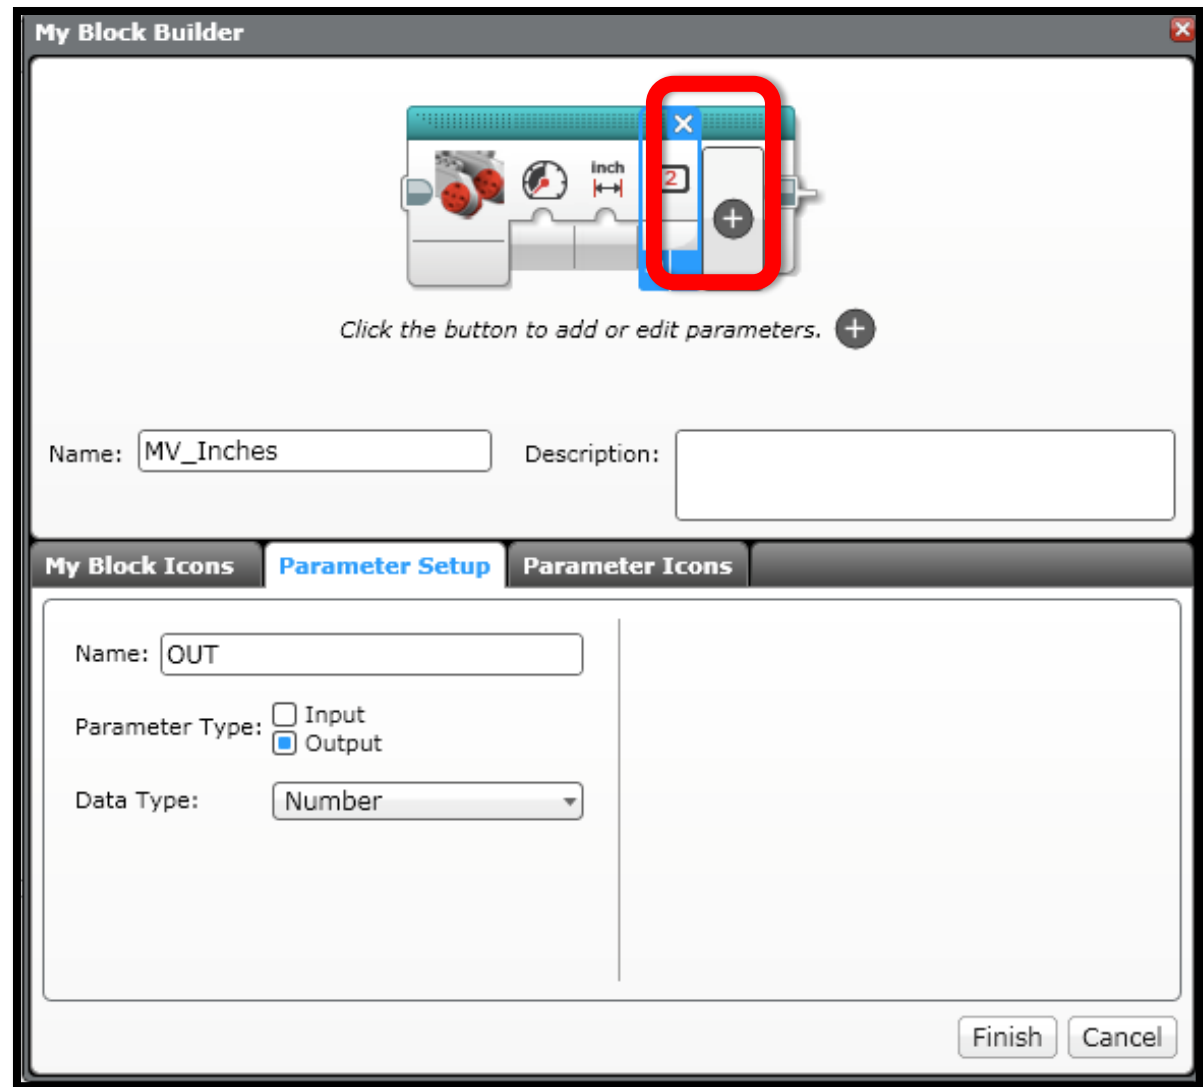 My Block Builder
inch
2
Click the button to add or edit parameters.
Name: MV_Inches Description:
My Block Icons Parameter Setup Parameter Icons
Name: OUT
Parameter Type: Input
Output
Data Type: Number
Finish Cancel